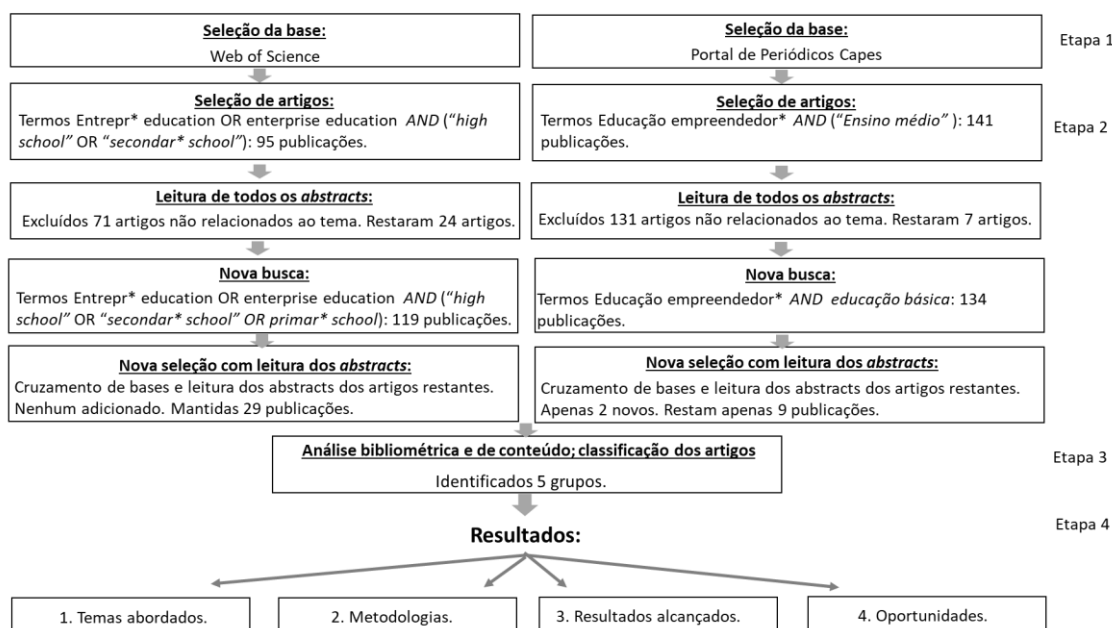 Seleção da base:
Web of Science
Seleção da base:
Portal de Periódicos Capes
Etapa 1
Seleção de artigos:
Termos Entrepr* education OR enterprise education AND (“high
school” OR “secondar* school”): 95 publicações.
Seleção de artigos:
Termos Educação empreendedor* AND (“Ensino médio” ): 141
publicações.
Etapa 2
Leitura de todos os abstracts:
Excluídos 71 artigos não relacionados ao tema. Restaram 24 artigos.
Leitura de todos os abstracts:
Excluídos 131 artigos não relacionados ao tema. Restaram 7 artigos.
Nova busca:
Termos Entrepr* education OR enterprise education AND (“high
school” OR “secondar* school” OR primar* school): 119 publicações.
Nova busca:
Termos Educação empreendedor* AND educação básica: 134
publicações.
Nova seleção com leitura dos abstracts:
Cruzamento de bases e leitura dos abstracts dos artigos restantes.
Nenhum adicionado. Mantidas 29 publicações.
Nova seleção com leitura dos abstracts:
Cruzamento de bases e leitura dos abstracts dos artigos restantes.
Apenas 2 novos. Restam apenas 9 publicações.
Análise bibliométrica e de conteúdo; classificação dos artigos
Identificados 5 grupos.
Etapa 3
Resultados:
Etapa 4
1. Temas abordados.
2. Metodologias.
3. Resultados alcançados.
4. Oportunidades.